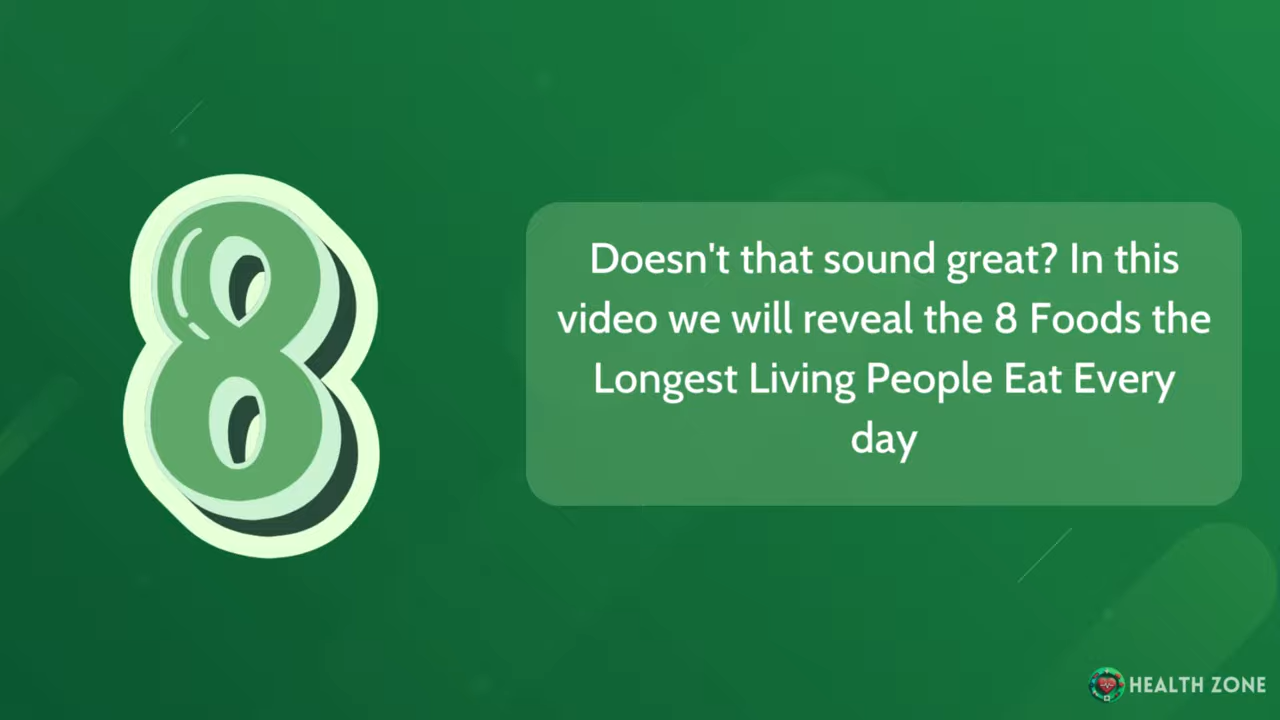 8
Doesn't that sound great? In this
video we will reveal the 8 Foods the
Longest Living People Eat Every
day
HEALTH ZONE